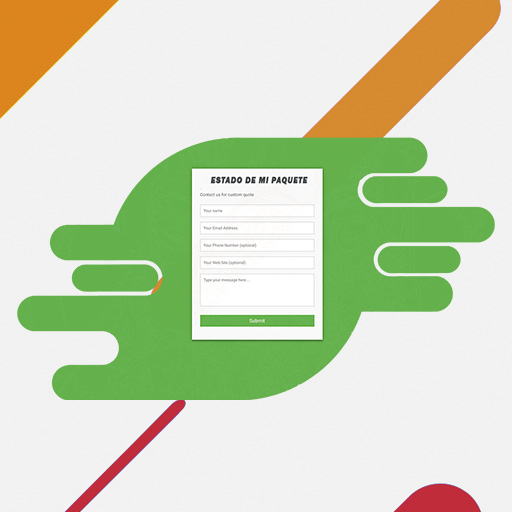 ESTADO DE MI PAQUETE
Contact us for custom quote
Your name
Your Email Address
Your Phone Number (optional)
Your Web Site (optional)
Type your message here ...
Submit